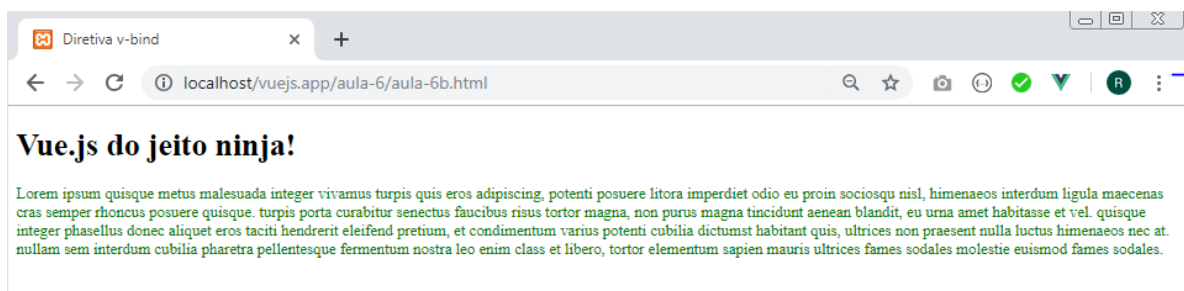 Diretiva v-bind
localhost/vuejs.app/aula-6/aula-6b.html
R
Vue.js do jeito ninja!
Lorem ipsum quisque metus malesuada integer vivamus turpis quis eros adipiscing, potenti posuere litora imperdiet odio eu proin sociosqu nisl, himenaeos interdum ligula maecenas
cras semper rhoncus posuere quisque. turpis porta curabitur senectus faucibus risus tortor magna, non purus magna tincidunt aenean blandit, eu urna amet habitasse et vel. quisque
integer phasellus donec aliquet eros taciti hendrerit eleifend pretium, et condimentum varius potenti cubilia dictumst habitant quis, ultrices non praesent nulla luctus himenaeos nec at.
nullam sem interdum cubilia pharetra pellentesque fermentum nostra leo enim class et libero, tortor elementum sapien mauris ultrices fames sodales molestie euismod fames sodales.